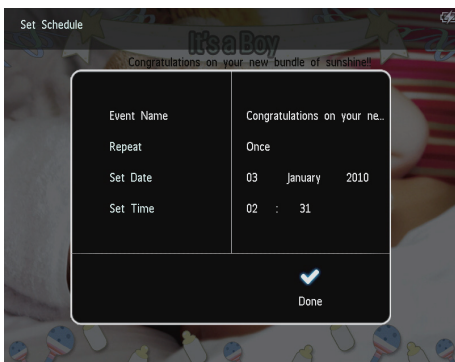 Set Schedule
It's a Boy
Congratulations on your new bundle of sunshine!!
Event Name Congratulations on your ne...
Repeat Once
Set Date 03 January 2010
Set Time 02 : 31
Done